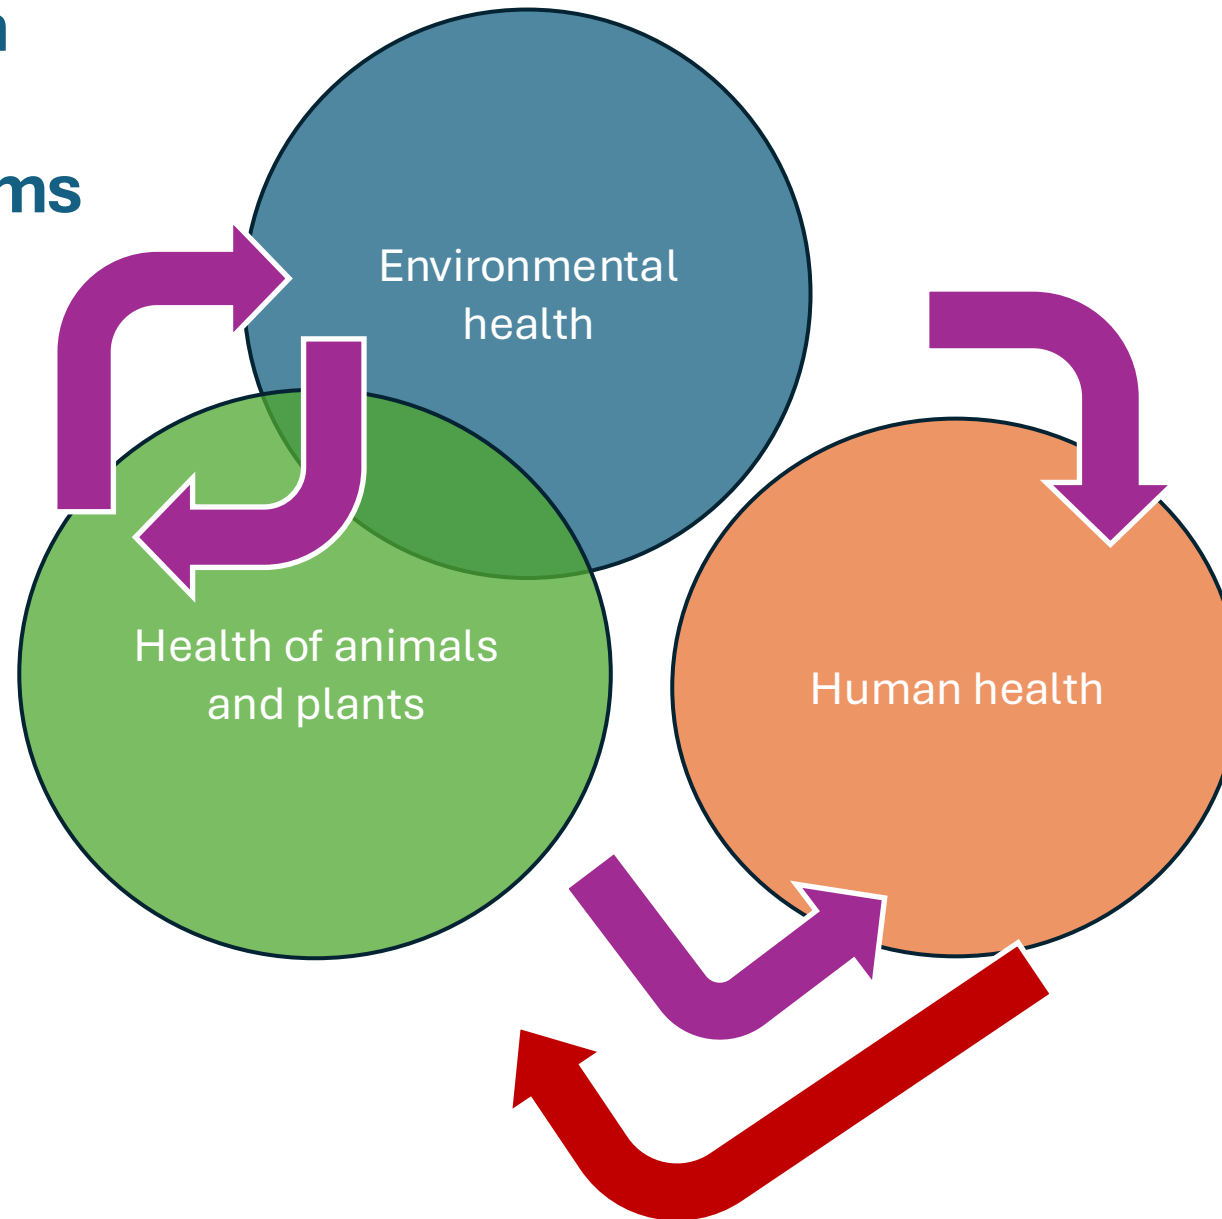 ms
Environmental
health
Health of animals
and plants
Human health